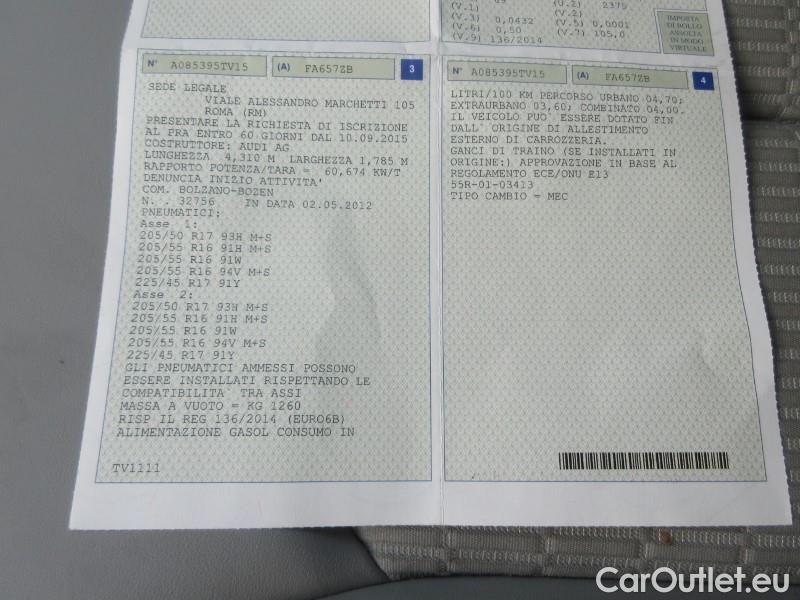 (V.1) 89 (V.2) 2375
(V.3) 0,0432 (V.5) 0,0001
(V.6) 0,50 (V.7) 105,0
(V.9) 136/2014
IMPOSTA
DI BOLLO
ASSOLTA
IN MODO
VIRTUALE
N° A085395TV15 (A) FA657ZB 3
SEDE LEGALE
VIALE ALESSANDRO MARCHETTI 105
ROMA (RM)
PRESENTARE LA RICHIESTA DI ISCRIZIONE
AL PRA ENTRO 60 GIORNI DAL 10.09.2015
COSTRUTTORE: AUDI AG
LUNGHEZZA 4,310 M LARGHEZZA 1,785 M
RAPPORTO POTENZA/TARA = 60,674 KW/T
DENUNCIA INIZIO ATTIVITA'
COM. BOLZANO-BOZEN
N. . 32756 IN DATA 02.05.2012
PNEUMATICI:
Asse 1:
205/50 R17 93H M+S
205/55 R16 91H M+S
205/55 R16 91W
205/55 R16 94V M+S
225/45 R17 91Y
Asse 2:
205/50 R17 93H M+S
205/55 R16 91H M+S
205/55 R16 91W
205/55 R16 94V M+S
225/45 R17 91Y
GLI PNEUMATICI AMMESSI POSSONO
ESSERE INSTALLATI RISPETTANDO LE
COMPATIBILITA' TRA ASSI
MASSA A VUOTO = KG 1260
RISP IL REG 136/2014 (EURO6B)
ALIMENTAZIONE GASOL CONSUMO IN
TV1111
N° A085395TV15 (A) FA657ZB 4
LITRI/100 KM PERCORSO URBANO 04,70;
EXTRAURBANO 03,60; COMBINATO 04,00.
IL VEICOLO PUO' ESSERE DOTATO FIN
DALL' ORIGINE DI ALLESTIMENTO
ESTERNO DI CARROZZERIA.
GANCI DI TRAINO (SE INSTALLATI IN
ORIGINE:) APPROVAZIONE IN BASE AL
REGOLAMENTO ECE/ONU E13
55R-01-03413
TIPO CAMBIO = MEC
CarOutlet.eu